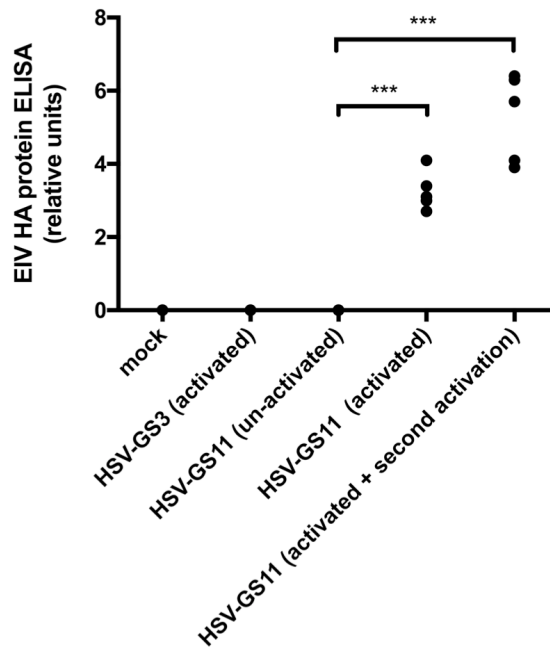 EIV HA protein ELISA
(relative units)
8
6
4
2
0
***
***
mock
HSV-GS3 (activated)
HSV-GS11 (un-activated)
HSV-GS11  (activated)
HSV-GS11 (activated + second activation)